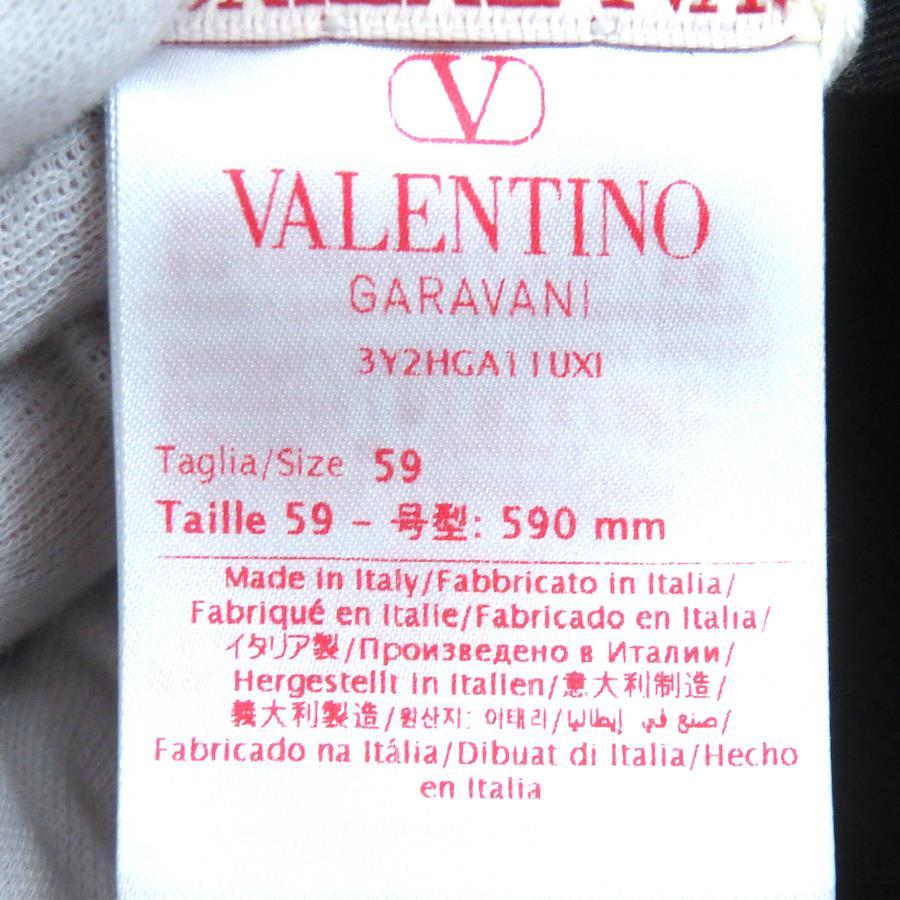 V
VALENTINO
GARAVANI
3Y2HGA11UXI
Taglia/Size 59
Taille 59 – 号型: 590 mm
Made in Italy/Fabbricato in Italia/
Fabriqué en Italie/Fabricado en Italia/
イタリア製/Произведено в Италии/
Hergestellt in Italien/意大利制造/
義大利製造/원산지: 이태리/صنع في إيطاليا/
Fabricado na Itália/Dibuat di Italia/Hecho
en Italia